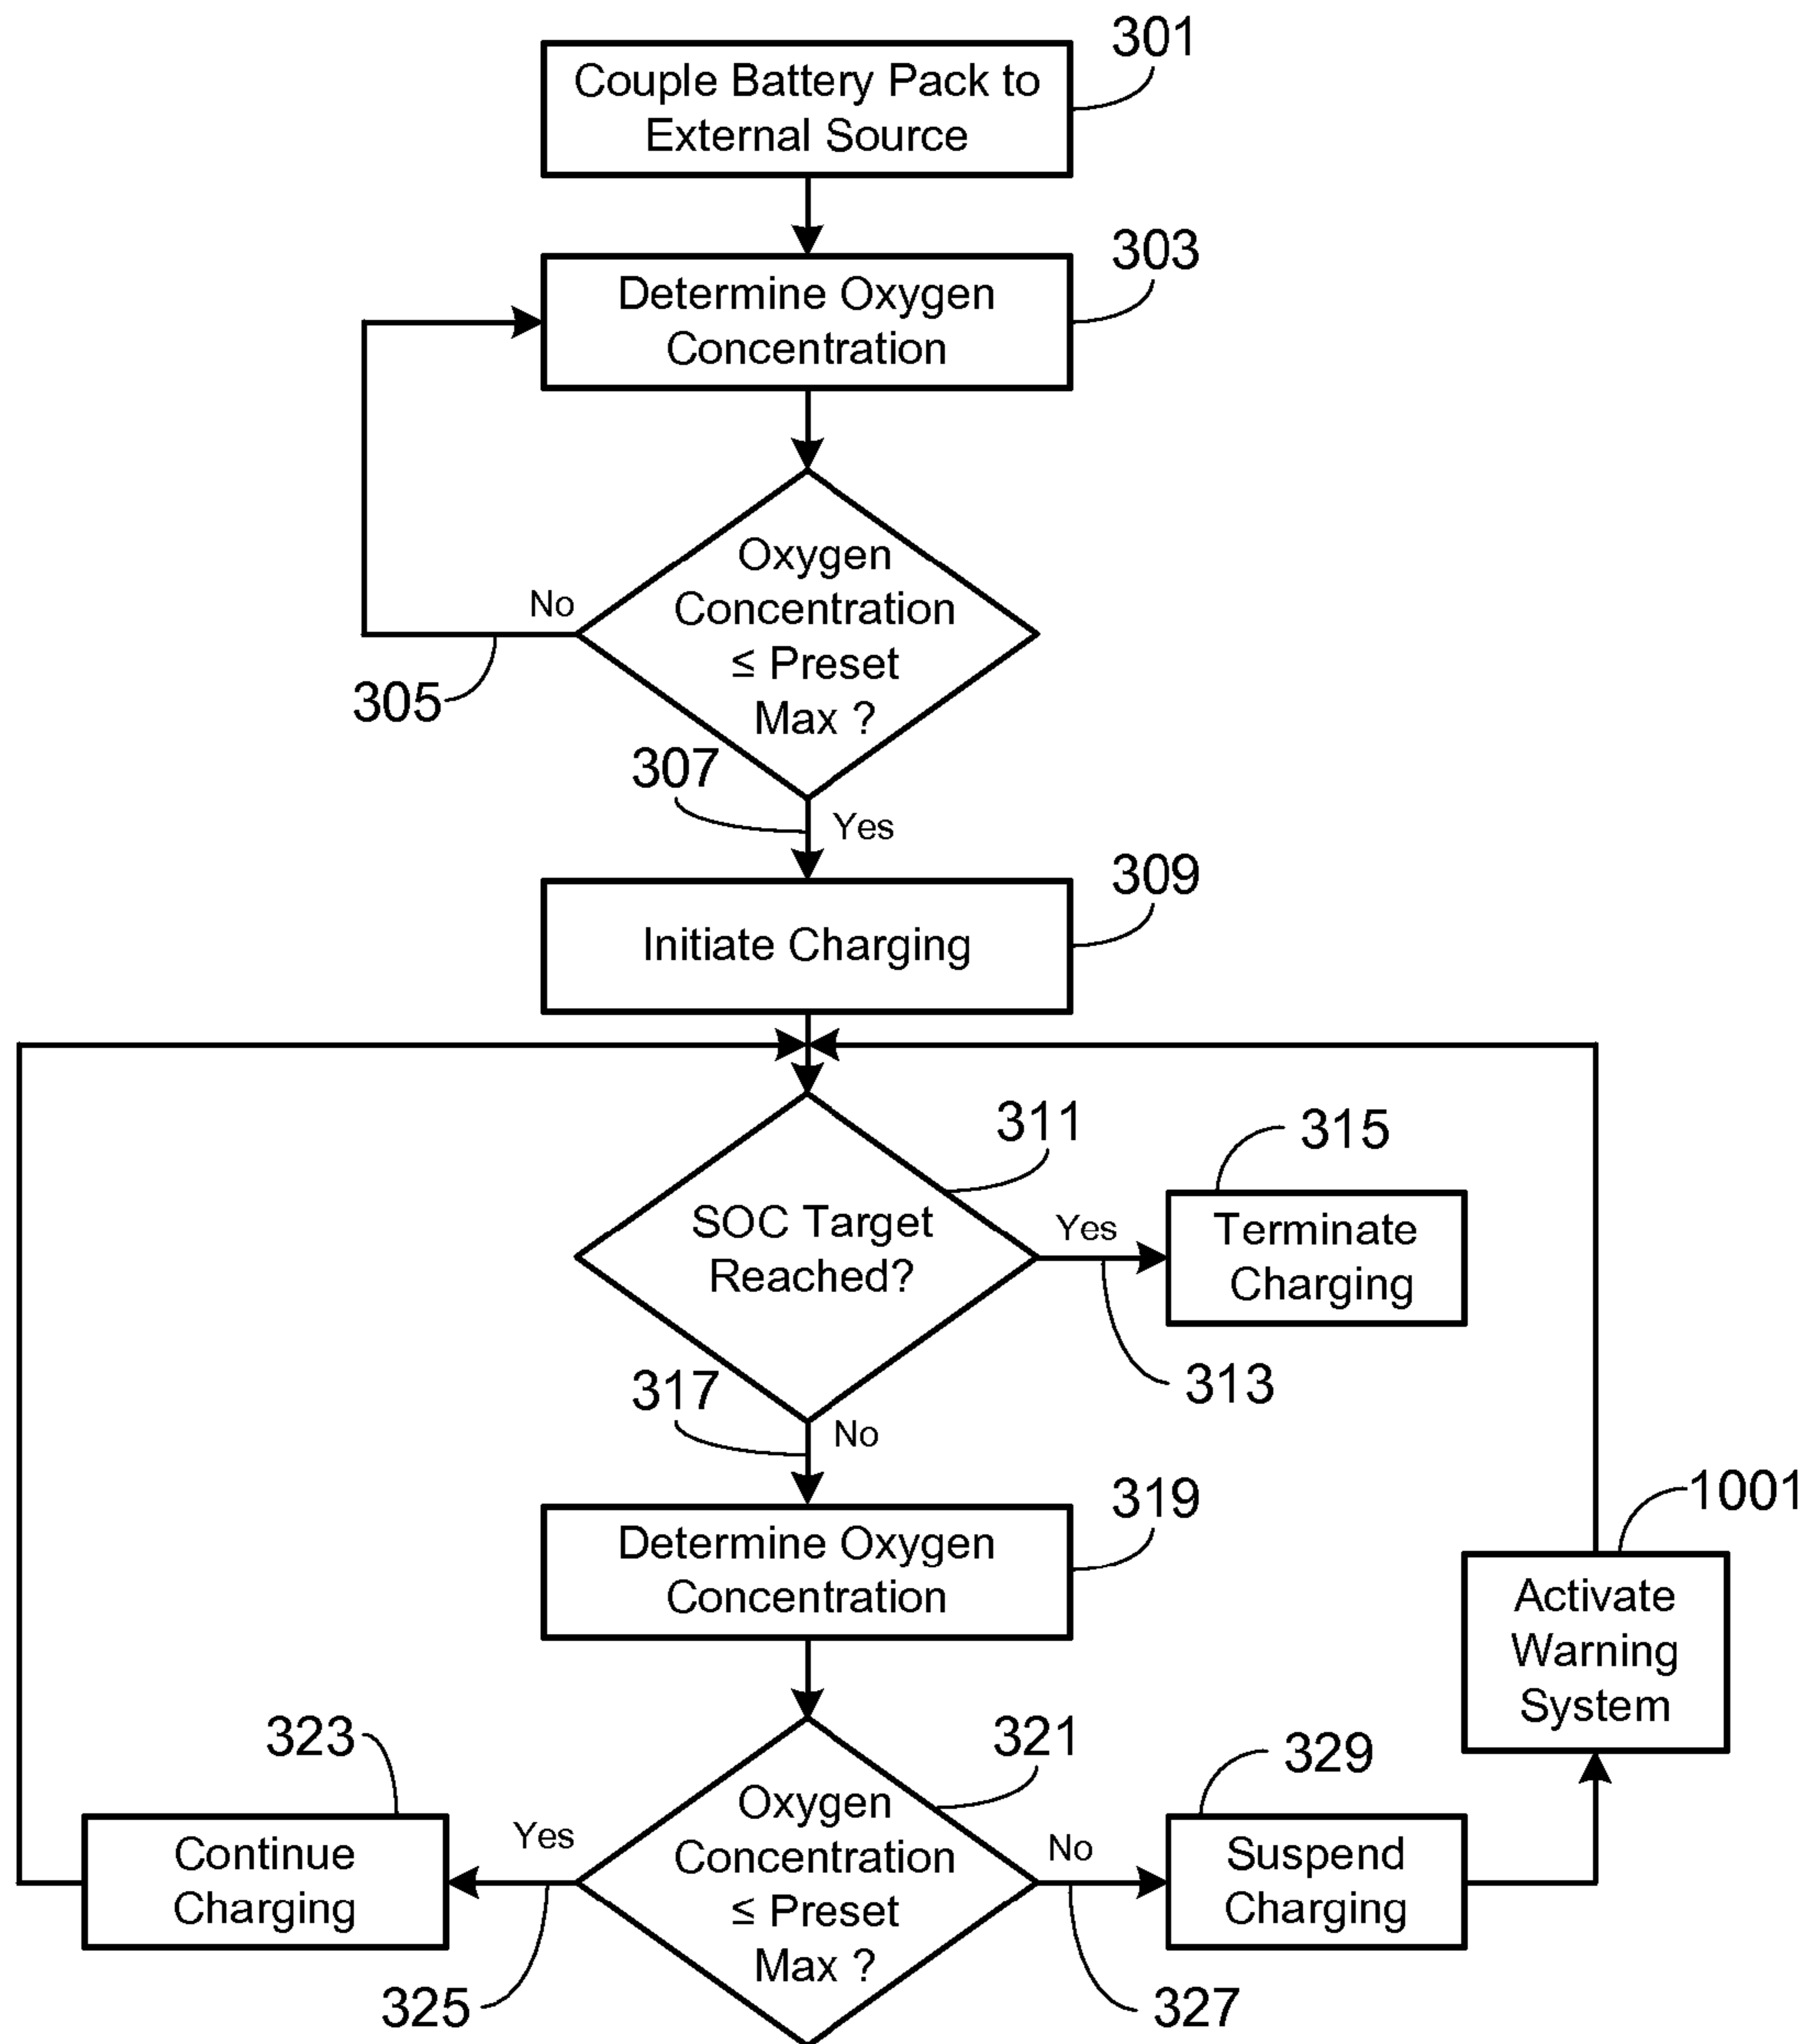 301
Couple Battery Pack to
External Source
303
Determine Oxygen
Concentration
Oxygen
Concentration
≤ Preset
Max ?
No
305
307
Yes
309
Initiate Charging
311
SOC Target
Reached?
Yes
313
315
Terminate
Charging
317
No
319
Determine Oxygen
Concentration
1001
Activate
Warning
System
321
Oxygen
Concentration
≤ Preset
Max ?
323
Yes
Continue
Charging
325
No
327
329
Suspend
Charging